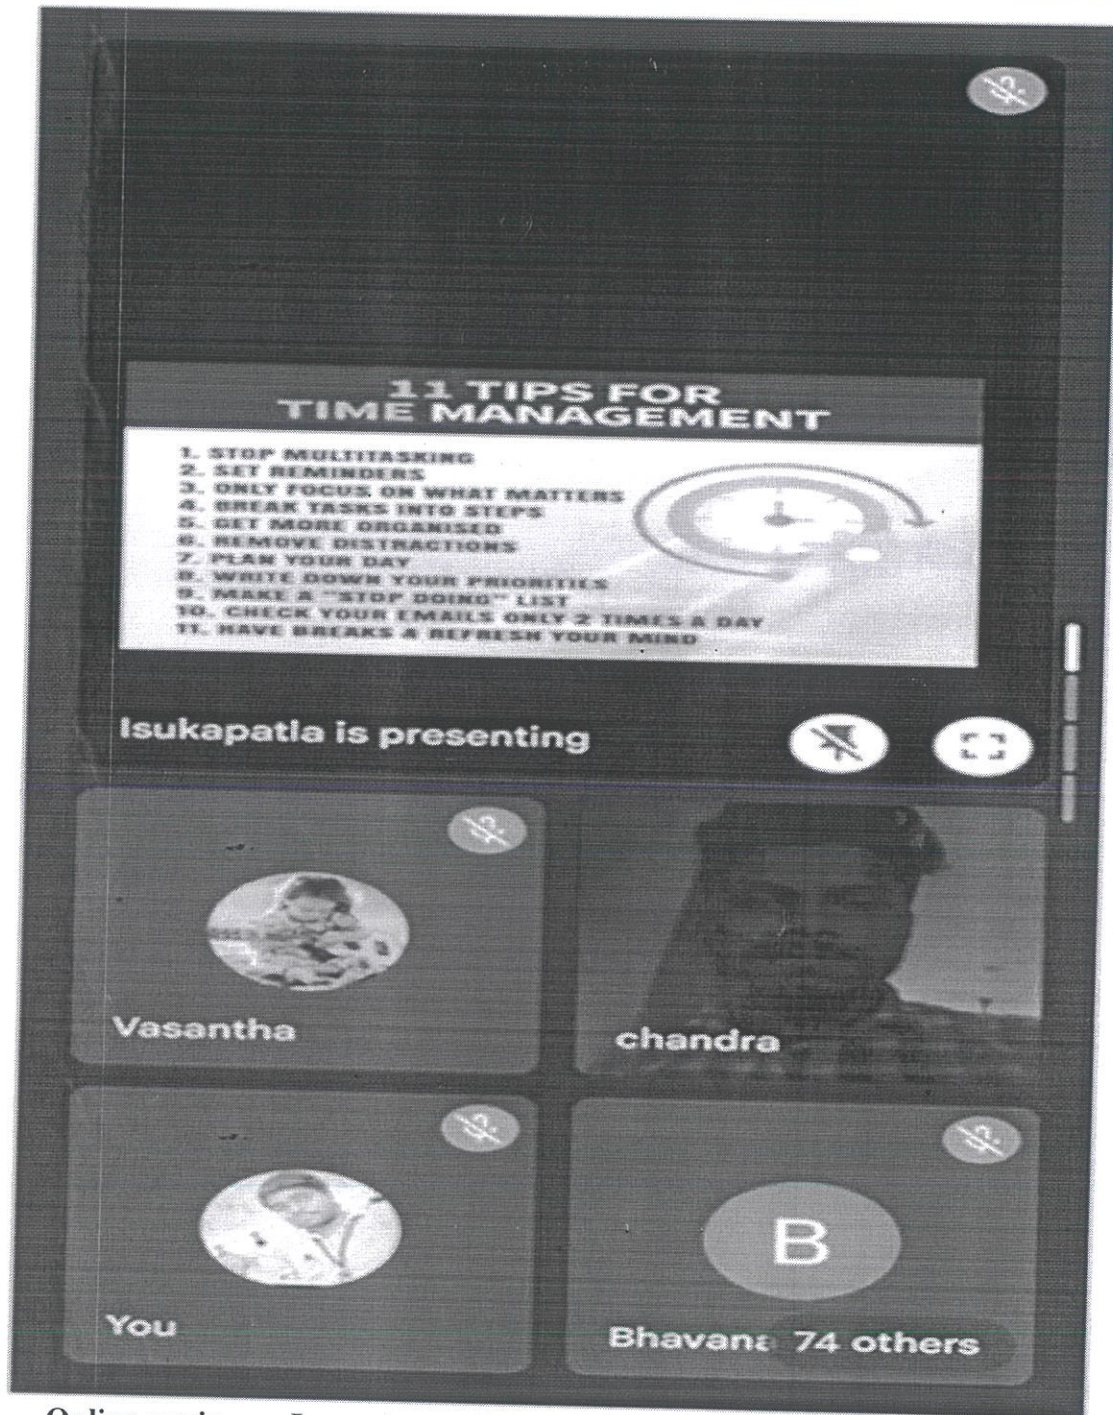 11 TIPS FOR
TIME MANAGEMENT
1. STOP MULTITASKING
2. SET REMINDERS
3. ONLY FOCUS ON WHAT MATTERS
4. BREAK TASKS INTO STEPS
5. GET MORE ORGANISED
6. REMOVE DISTRACTIONS
7. PLAN YOUR DAY
8. WRITE DOWN YOUR PRIORITIES
9. MAKE A "STOP DOING" LIST
10. CHECK YOUR EMAILS ONLY 2 TIMES A DAY
11. HAVE BREAKS & REFRESH YOUR MIND
Isukapatla is presenting
Vasantha
chandra
B
You
Bhavana 74 others
Online